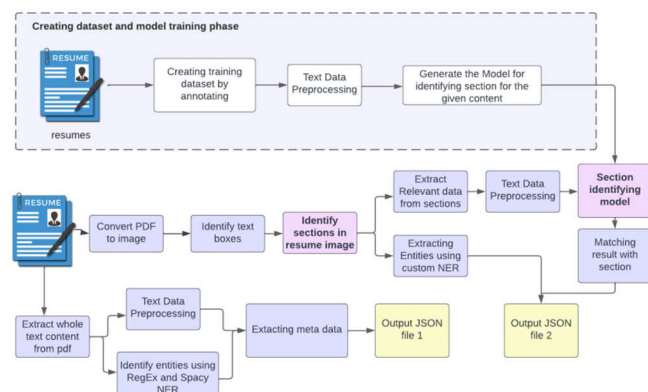 Creating dataset and model training phase
RESUME
resumes
Creating training
dataset by
annotating
Text Data
Preprocessing
Generate the Model for
identifying section for the
given content
RESUME
Convert PDF
to image
Identify text
boxes
Identify
sections in
resume image
Extract
Relevant data
from sections
Text Data
Preprocessing
Section
identifying
model
Extracting
Entities using
custom NER
Matching
result with
section
Extract whole
text content
from pdf
Text Data
Preprocessing
Identify entities using
RegEx and Spacy
NER
Extacting meta data
Output JSON
file 1
Output JSON
file 2